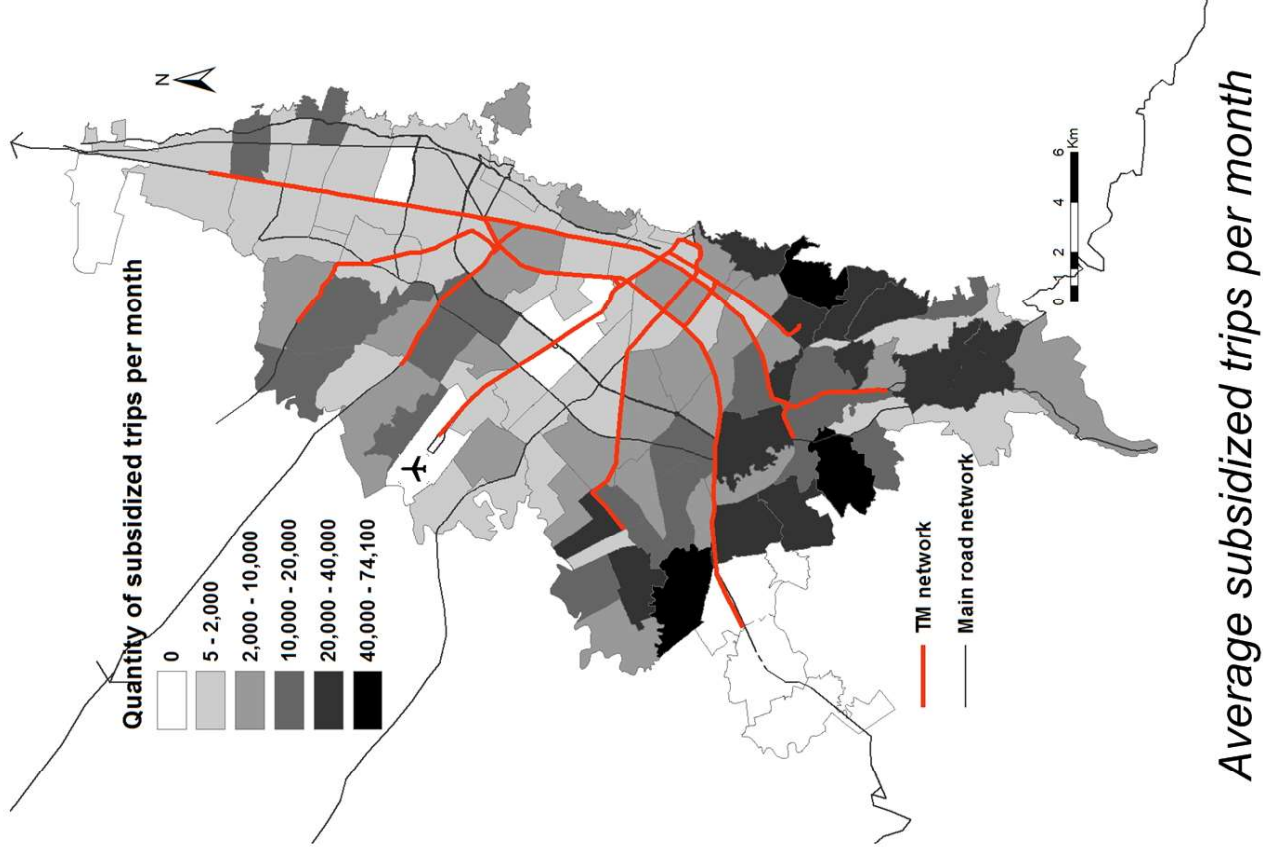 N
Quantity of subsidized trips per month
0
5 - 2,000
2,000 - 10,000
10,000 - 20,000
20,000 - 40,000
40,000 - 74,100
0 2 4 6 Km
TM network
Main road network
Average subsidized trips per month